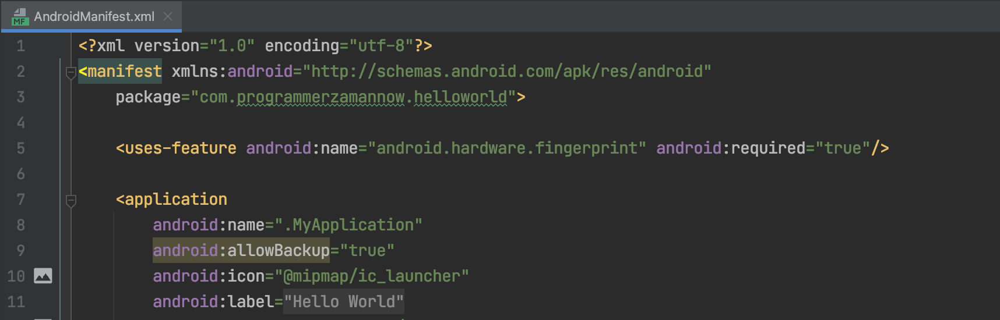 MF AndroidManifest.xml
1 <?xml version="1.0" encoding="utf-8"?>
2 <manifest xmlns:android="http://schemas.android.com/apk/res/android"
3     package="com.programmerzamannow.helloworld">
4
5     <uses-feature android:name="android.hardware.fingerprint" android:required="true"/>
6
7     <application
8         android:name=".MyApplication"
9         android:allowBackup="true"
10         android:icon="@mipmap/ic_launcher"
11         android:label="Hello World"